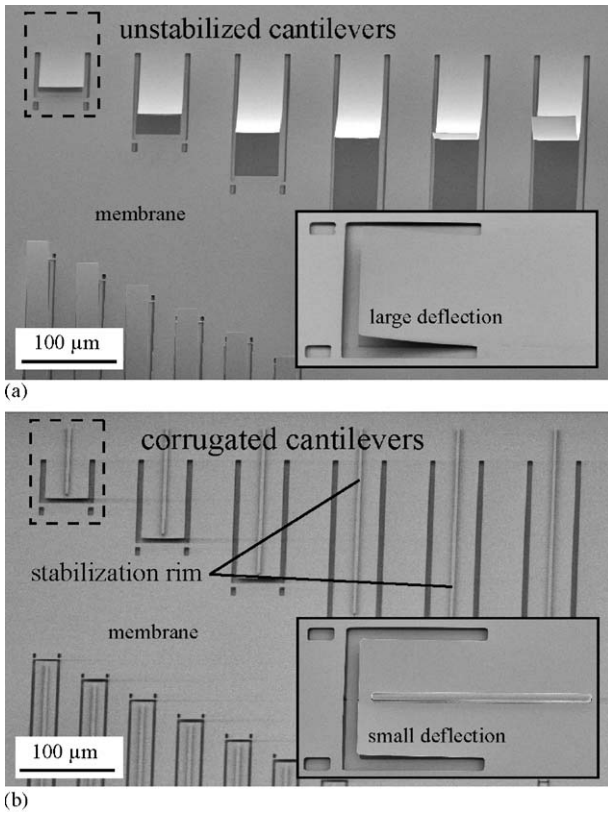 unstabilized cantilevers
membrane
large deflection
100 µm
(a)
corrugated cantilevers
stabilization rim
membrane
small deflection
100 µm
(b)